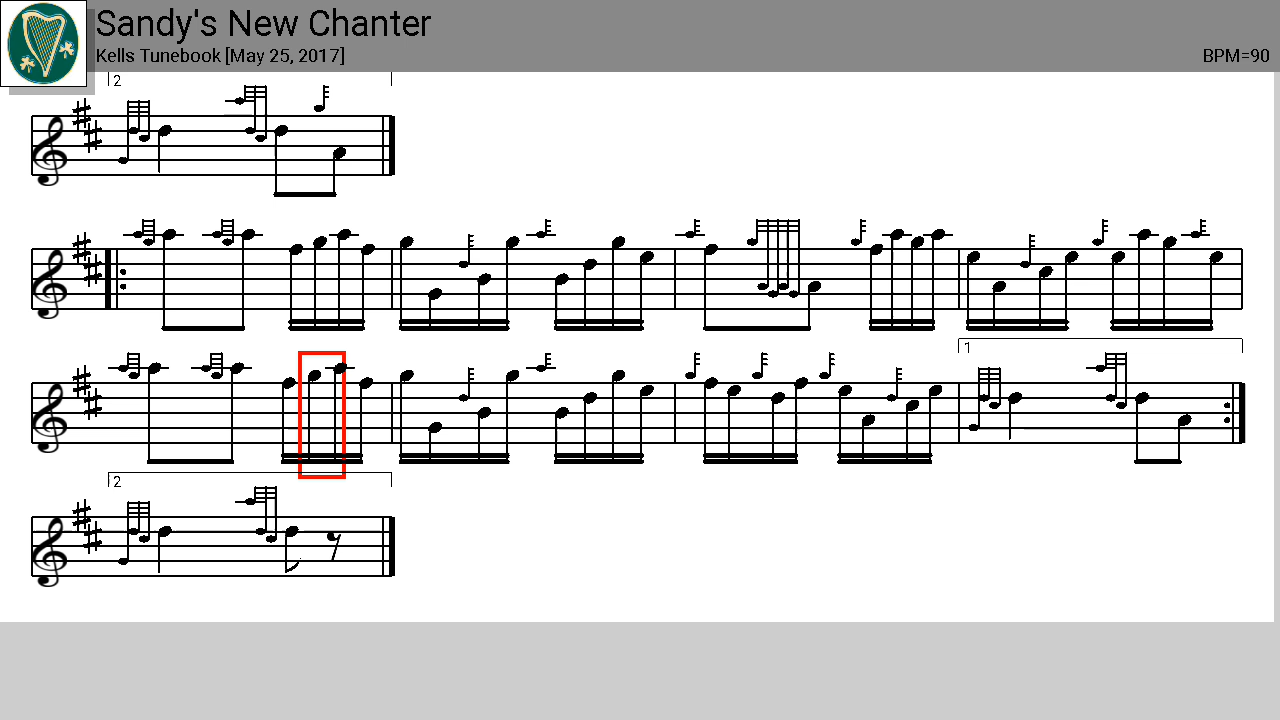 Sandy's New Chanter
Kells Tunebook [May 25, 2017]
BPM=90
2
1
2